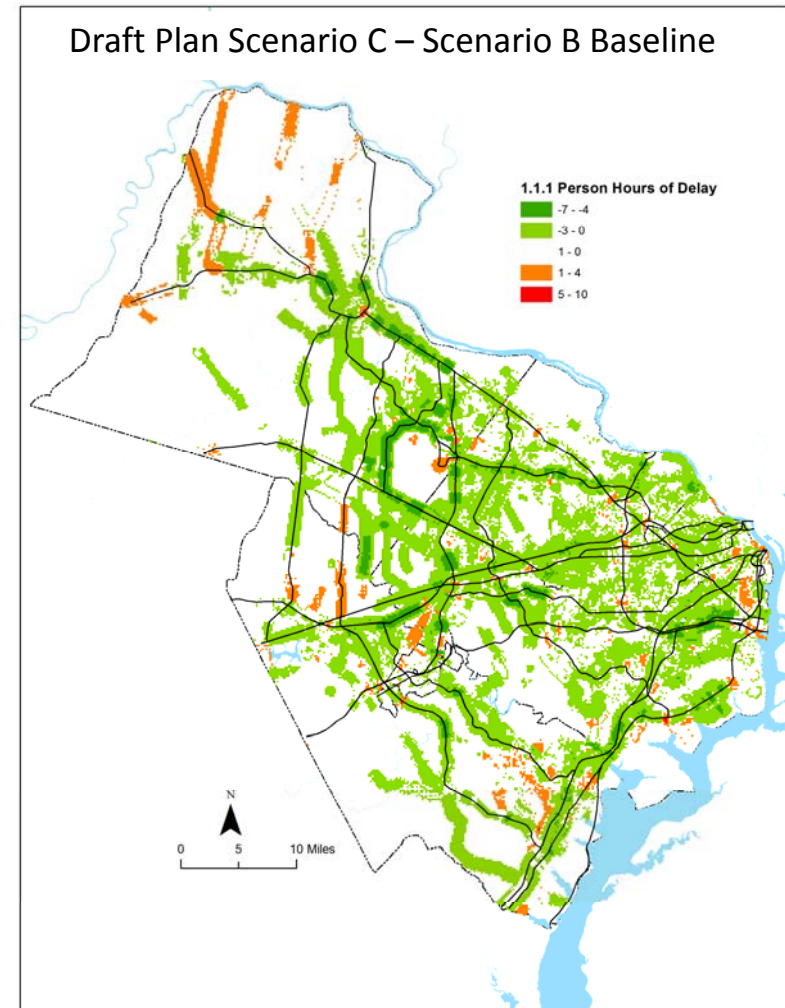 Draft Plan Scenario C – Scenario B Baseline
1.1.1 Person Hours of Delay
-7 - -4
-3 - 0
1 - 0
1 - 4
5 - 10
N
0 5 10 Miles